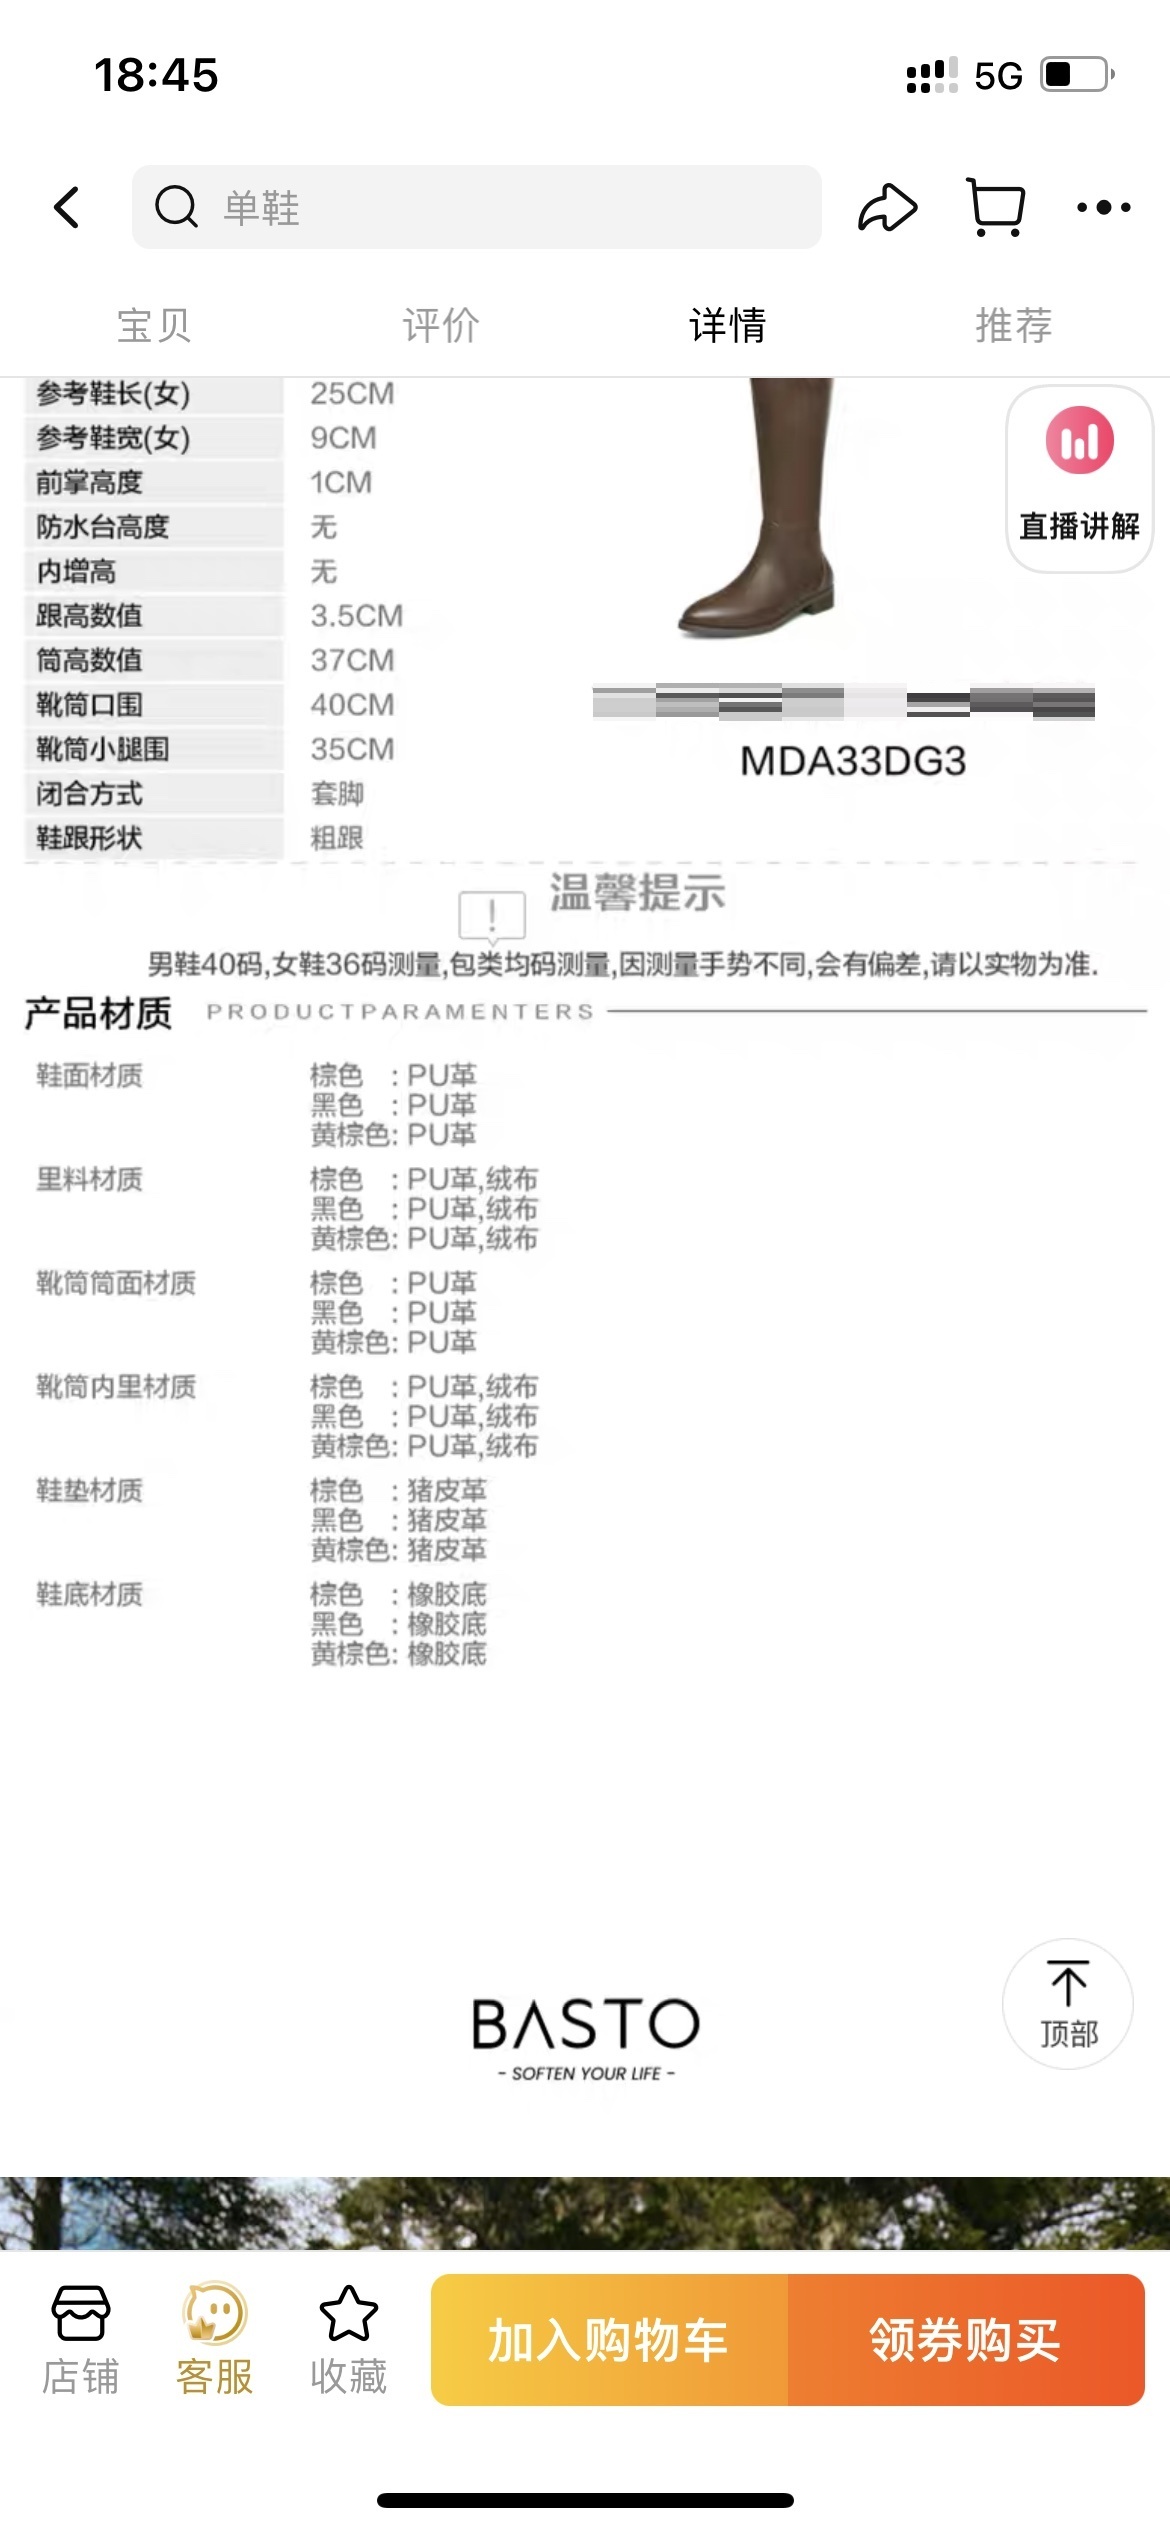 18:45
5G
单鞋
宝贝
评价
详情
推荐
参考鞋长(女) 25CM
参考鞋宽(女) 9CM
前掌高度 1CM
防水台高度 无
内增高 无
跟高数值 3.5CM
筒高数值 37CM
靴筒口围 40CM
靴筒小腿围 35CM
闭合方式 套脚
鞋跟形状 粗跟
直播讲解
MDA33DG3
!
温馨提示
男鞋40码,女鞋36码测量,包类均码测量,因测量手势不同,会有偏差,请以实物为准.
产品材质 PRODUCTPARAMENTERS
鞋面材质 棕色 : PU革
黑色 : PU革
黄棕色: PU革
里料材质 棕色 : PU革,绒布
黑色 : PU革,绒布
黄棕色: PU革,绒布
靴筒筒面材质 棕色 : PU革
黑色 : PU革
黄棕色: PU革
靴筒内里材质 棕色 : PU革,绒布
黑色 : PU革,绒布
黄棕色: PU革,绒布
鞋垫材质 棕色 : 猪皮革
黑色 : 猪皮革
黄棕色: 猪皮革
鞋底材质 棕色 : 橡胶底
黑色 : 橡胶底
黄棕色: 橡胶底
顶部
BASTO
- SOFTEN YOUR LIFE -
店铺
客服
收藏
加入购物车
领券购买